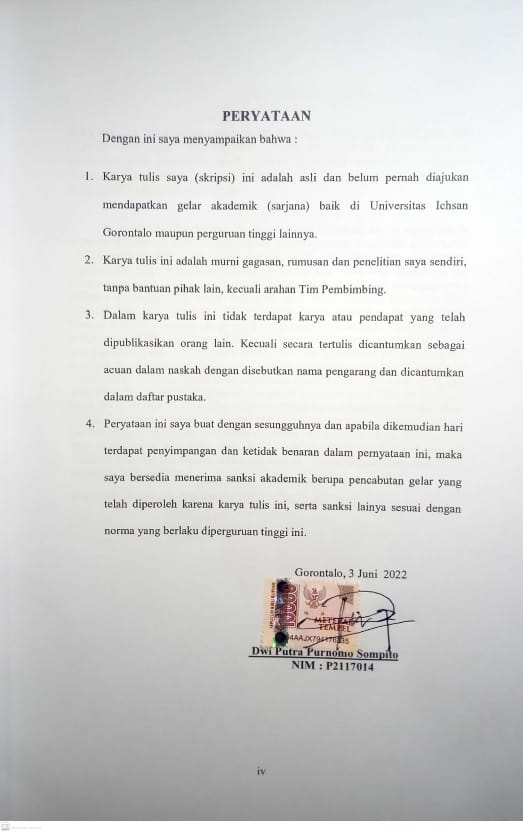 PERYATAAN
Dengan ini saya menyampaikan bahwa :
1. Karya tulis saya (skripsi) ini adalah asli dan belum pernah diajukan
mendapatkan gelar akademik (sarjana) baik di Universitas Ichsan
Gorontalo maupun perguruan tinggi lainnya.
2. Karya tulis ini adalah murni gagasan, rumusan dan penelitian saya sendiri,
tanpa bantuan pihak lain, kecuali arahan Tim Pembimbing.
3. Dalam karya tulis ini tidak terdapat karya atau pendapat yang telah
dipublikasikan orang lain. Kecuali secara tertulis dicantumkan sebagai
acuan dalam naskah dengan disebutkan nama pengarang dan dicantumkan
dalam daftar pustaka.
4. Peryataan ini saya buat dengan sesungguhnya dan apabila dikemudian hari
terdapat penyimpangan dan ketidak benaran dalam pernyataan ini, maka
saya bersedia menerima sanksi akademik berupa pencabutan gelar yang
telah diperoleh karena karya tulis ini, serta sanksi lainya sesuai dengan
norma yang berlaku diperguruan tinggi ini.
Gorontalo, 3 Juni 2022
10000
METERAI
TEMPEL
Dwi Putra Purnomo Sompito
NIM : P2117014
iv